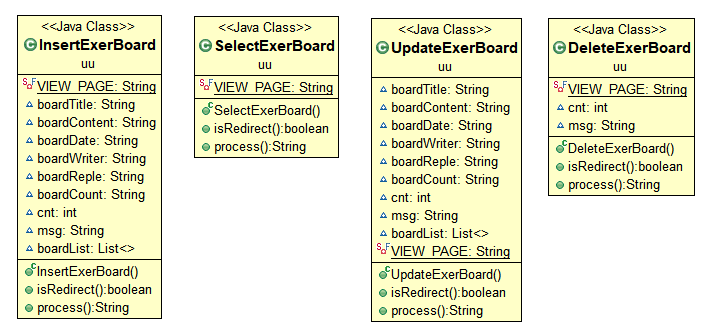 <<Java Class>>
InsertExerBoard
uu
VIEW_PAGE: String
boardTitle: String
boardContent: String
boardDate: String
boardWriter: String
boardReple: String
boardCount: String
cnt: int
msg: String
boardList: List<>
InsertExerBoard()
isRedirect():boolean
process():String
<<Java Class>>
SelectExerBoard
uu
VIEW_PAGE: String
SelectExerBoard()
isRedirect():boolean
process():String
<<Java Class>>
UpdateExerBoard
uu
boardTitle: String
boardContent: String
boardDate: String
boardWriter: String
boardReple: String
boardCount: String
cnt: int
msg: String
boardList: List<>
VIEW_PAGE: String
UpdateExerBoard()
isRedirect():boolean
process():String
<<Java Class>>
DeleteExerBoard
uu
VIEW_PAGE: String
cnt: int
msg: String
DeleteExerBoard()
isRedirect():boolean
process():String